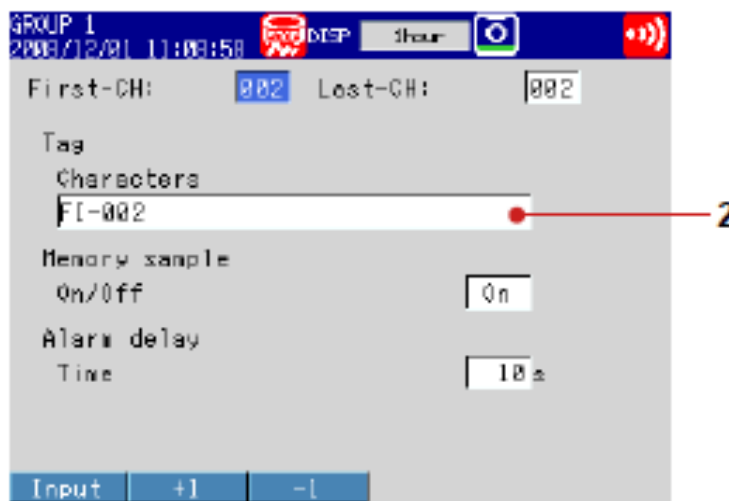 GROUP 1
2008/12/01 11:08:58 DISP 1hour
First-CH: 002 Last-CH: 002
Tag
Characters
FI-002
Memory sample
On/Off On
Alarm delay
Time 10s
Input +1 -1
2